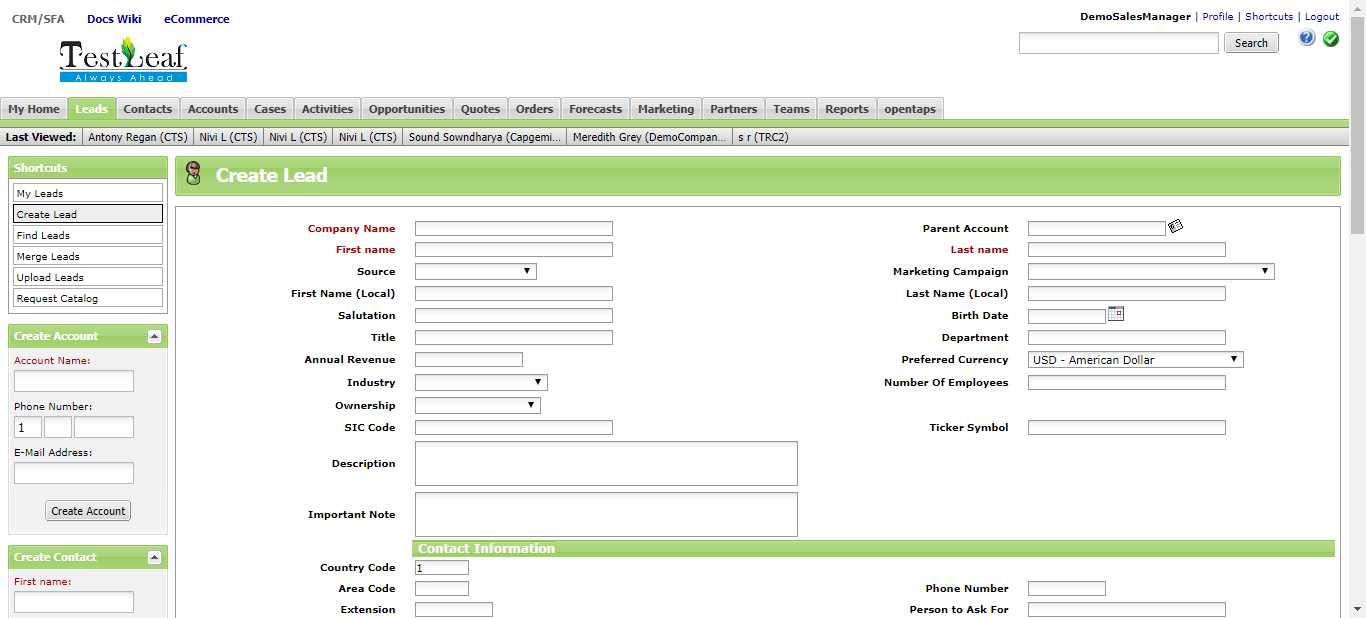 CRM/SFA Docs Wiki eCommerce
DemoSalesManager | Profile | Shortcuts | Logout
TestLeaf
Always Ahead
Search
?
My Home Leads Contacts Accounts Cases Activities Opportunities Quotes Orders Forecasts Marketing Partners Teams Reports opentaps
Last Viewed: Antony Regan (CTS) Nivi L (CTS) Nivi L (CTS) Nivi L (CTS) Sound Sowndharya (Capgemi... Meredith Grey (DemoCompan... s r (TRC2)
Shortcuts
My Leads
Create Lead
Find Leads
Merge Leads
Upload Leads
Request Catalog
Create Account
Account Name:
Phone Number:
1
E-Mail Address:
Create Account
Create Contact
First name:
Create Lead
Company Name Parent Account
First name Last name
Source Marketing Campaign
First Name (Local) Last Name (Local)
Salutation Birth Date
Title Department
Annual Revenue Preferred Currency USD - American Dollar
Industry Number Of Employees
Ownership
SIC Code Ticker Symbol
Description
Important Note
Contact Information
Country Code 1
Area Code Phone Number
Extension Person to Ask For